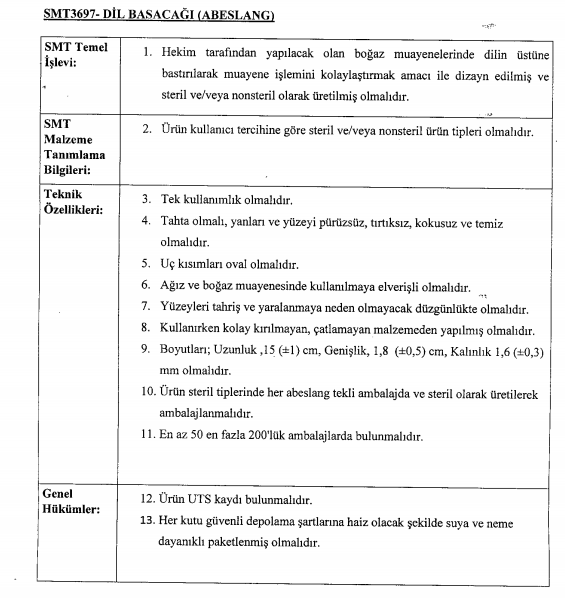 SMT3697- DİL BASACAĞI (ABESLANG)
SMT Temel
İşlevi:
1. Hekim tarafından yapılacak olan boğaz muayenelerinde dilin üstüne
bastırılarak muayene işlemini kolaylaştırmak amacı ile dizayn edilmiş ve
steril ve/veya nonsteril olarak üretilmiş olmalıdır.
SMT
Malzeme
Tanımlama
Bilgileri:
2. Ürün kullanıcı tercihine göre steril ve/veya nonsteril ürün tipleri olmalıdır.
Teknik
Özellikleri:
3. Tek kullanımlık olmalıdır.
4. Tahta olmalı, yanları ve yüzeyi pürüzsüz, tırtıksız, kokusuz ve temiz
olmalıdır.
5. Uç kısımları oval olmalıdır.
6. Ağız ve boğaz muayenesinde kullanılmaya elverişli olmalıdır.
7. Yüzeyleri tahriş ve yaralanmaya neden olmayacak düzgünlükte olmalıdır.
8. Kullanırken kolay kırılmayan, çatlamayan malzemeden yapılmış olmalıdır.
9. Boyutları; Uzunluk ,15 (±1) cm, Genişlik, 1,8 (±0,5) cm, Kalınlık 1,6 (±0,3)
mm olmalıdır.
10. Ürün steril tiplerinde her abeslang tekli ambalajda ve steril olarak üretilerek
ambalajlanmalıdır.
11. En az 50 en fazla 200'lük ambalajlarda bulunmalıdır.
Genel
Hükümler:
12. Ürün UTS kaydı bulunmalıdır.
13. Her kutu güvenli depolama şartlarına haiz olacak şekilde suya ve neme
dayanıklı paketlenmiş olmalıdır.